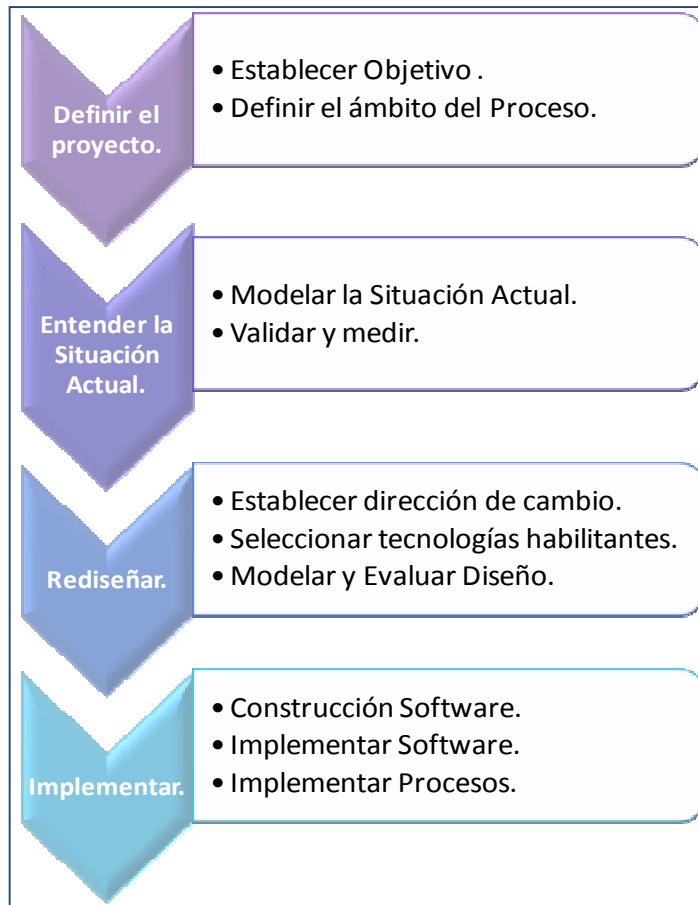 Definir el
proyecto.
• Establecer Objetivo .
• Definir el ámbito del Proceso.
Entender la
Situación
Actual.
• Modelar la Situación Actual.
• Validar y medir.
Rediseñar.
• Establecer dirección de cambio.
• Seleccionar tecnologías habilitantes.
• Modelar y Evaluar Diseño.
Implementar.
• Construcción Software.
• Implementar Software.
• Implementar Procesos.